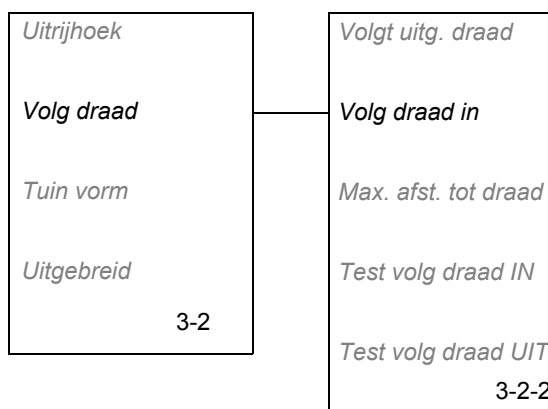 Uitrijhoek
Volg draad
Tuin vorm
Uitgebreid
3-2
Volgt uitg. draad
Volg draad in
Max. afst. tot draad
Test volg draad IN
Test volg draad UIT
3-2-2